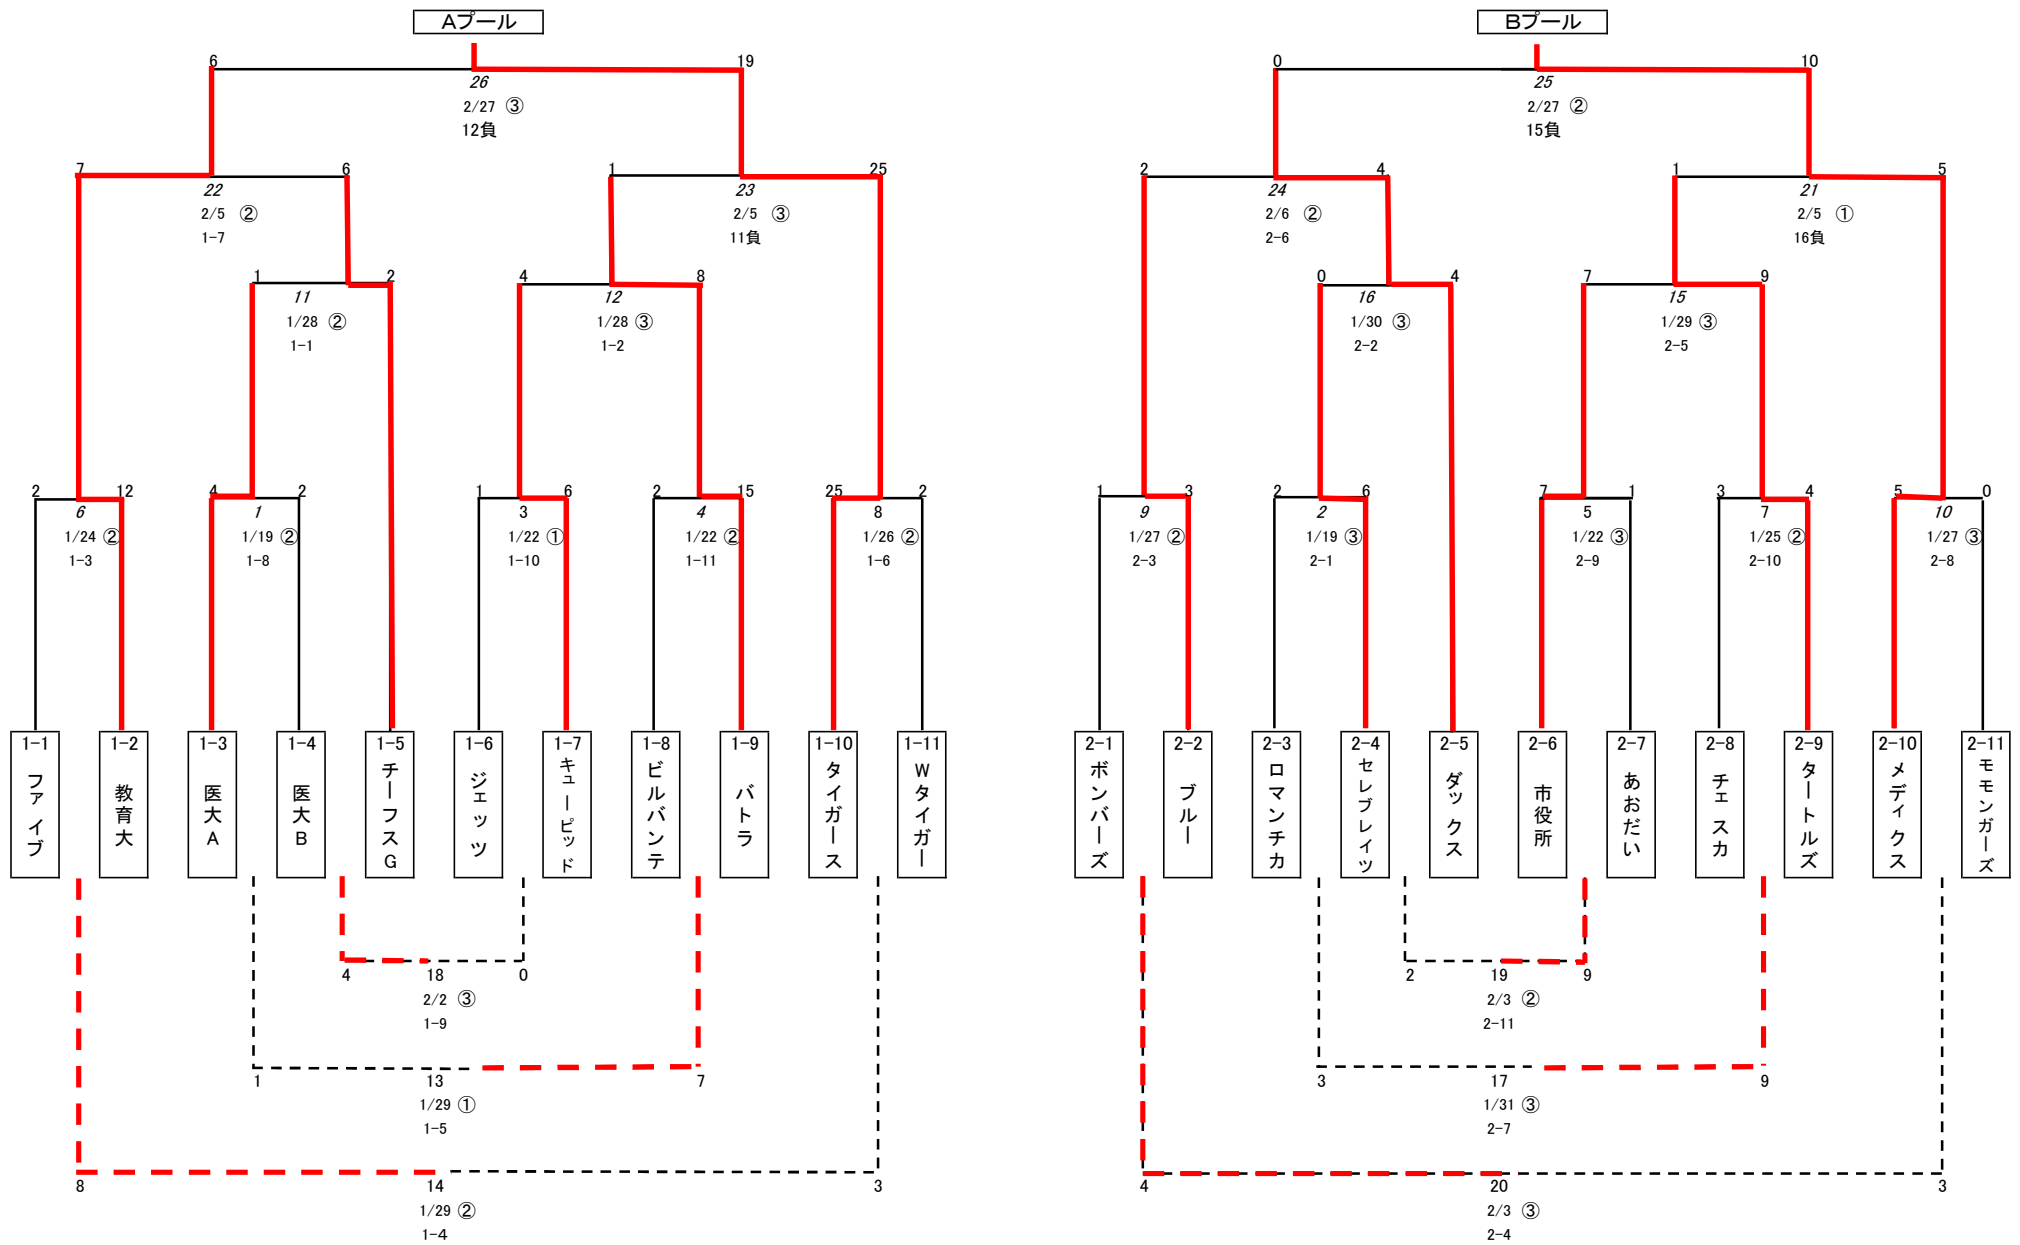 Aプール
6 19
26
2/27 ③
12負
7 6
22
2/5 ②
1-7
1 25
23
2/5 ③
11負
1 2
11
1/28 ②
1-1
4 8
12
1/28 ③
1-2
2 12
6
1/24 ②
1-3
4 2
1
1/19 ②
1-8
1 6
3
1/22 ①
1-10
2 15
4
1/22 ②
1-11
25 2
8
1/26 ②
1-6
1-1 ファイブ
1-2 教育大
1-3 医大A
1-4 医大B
1-5 チーフスG
1-6 ジェッツ
1-7 キューピッド
1-8 ビルバンテ
1-9 バトラ
1-10 タイガース
1-11 Wタイガー
4 18 0
2/2 ③
1-9
1 13 7
1/29 ①
1-5
8 14 3
1/29 ②
1-4
Bプール
0 10
25
2/27 ②
15負
2 4
24
2/6 ②
2-6
1 5
21
2/5 ①
16負
0 4
16
1/30 ③
2-2
7 9
15
1/29 ③
2-5
1 3
9
1/27 ②
2-3
2 6
2
1/19 ③
2-1
7 1
5
1/22 ③
2-9
3 4
7
1/25 ②
2-10
5 0
10
1/27 ③
2-8
2-1 ボンバーズ
2-2 ブルー
2-3 ロマンチカ
2-4 セレブレイツ
2-5 ダックス
2-6 市役所
2-7 あおだい
2-8 チェスカ
2-9 タートルズ
2-10 メディクス
2-11 モモンガーズ
2 19 9
2/3 ②
2-11
3 17 9
1/31 ③
2-7
4 20 3
2/3 ③
2-4